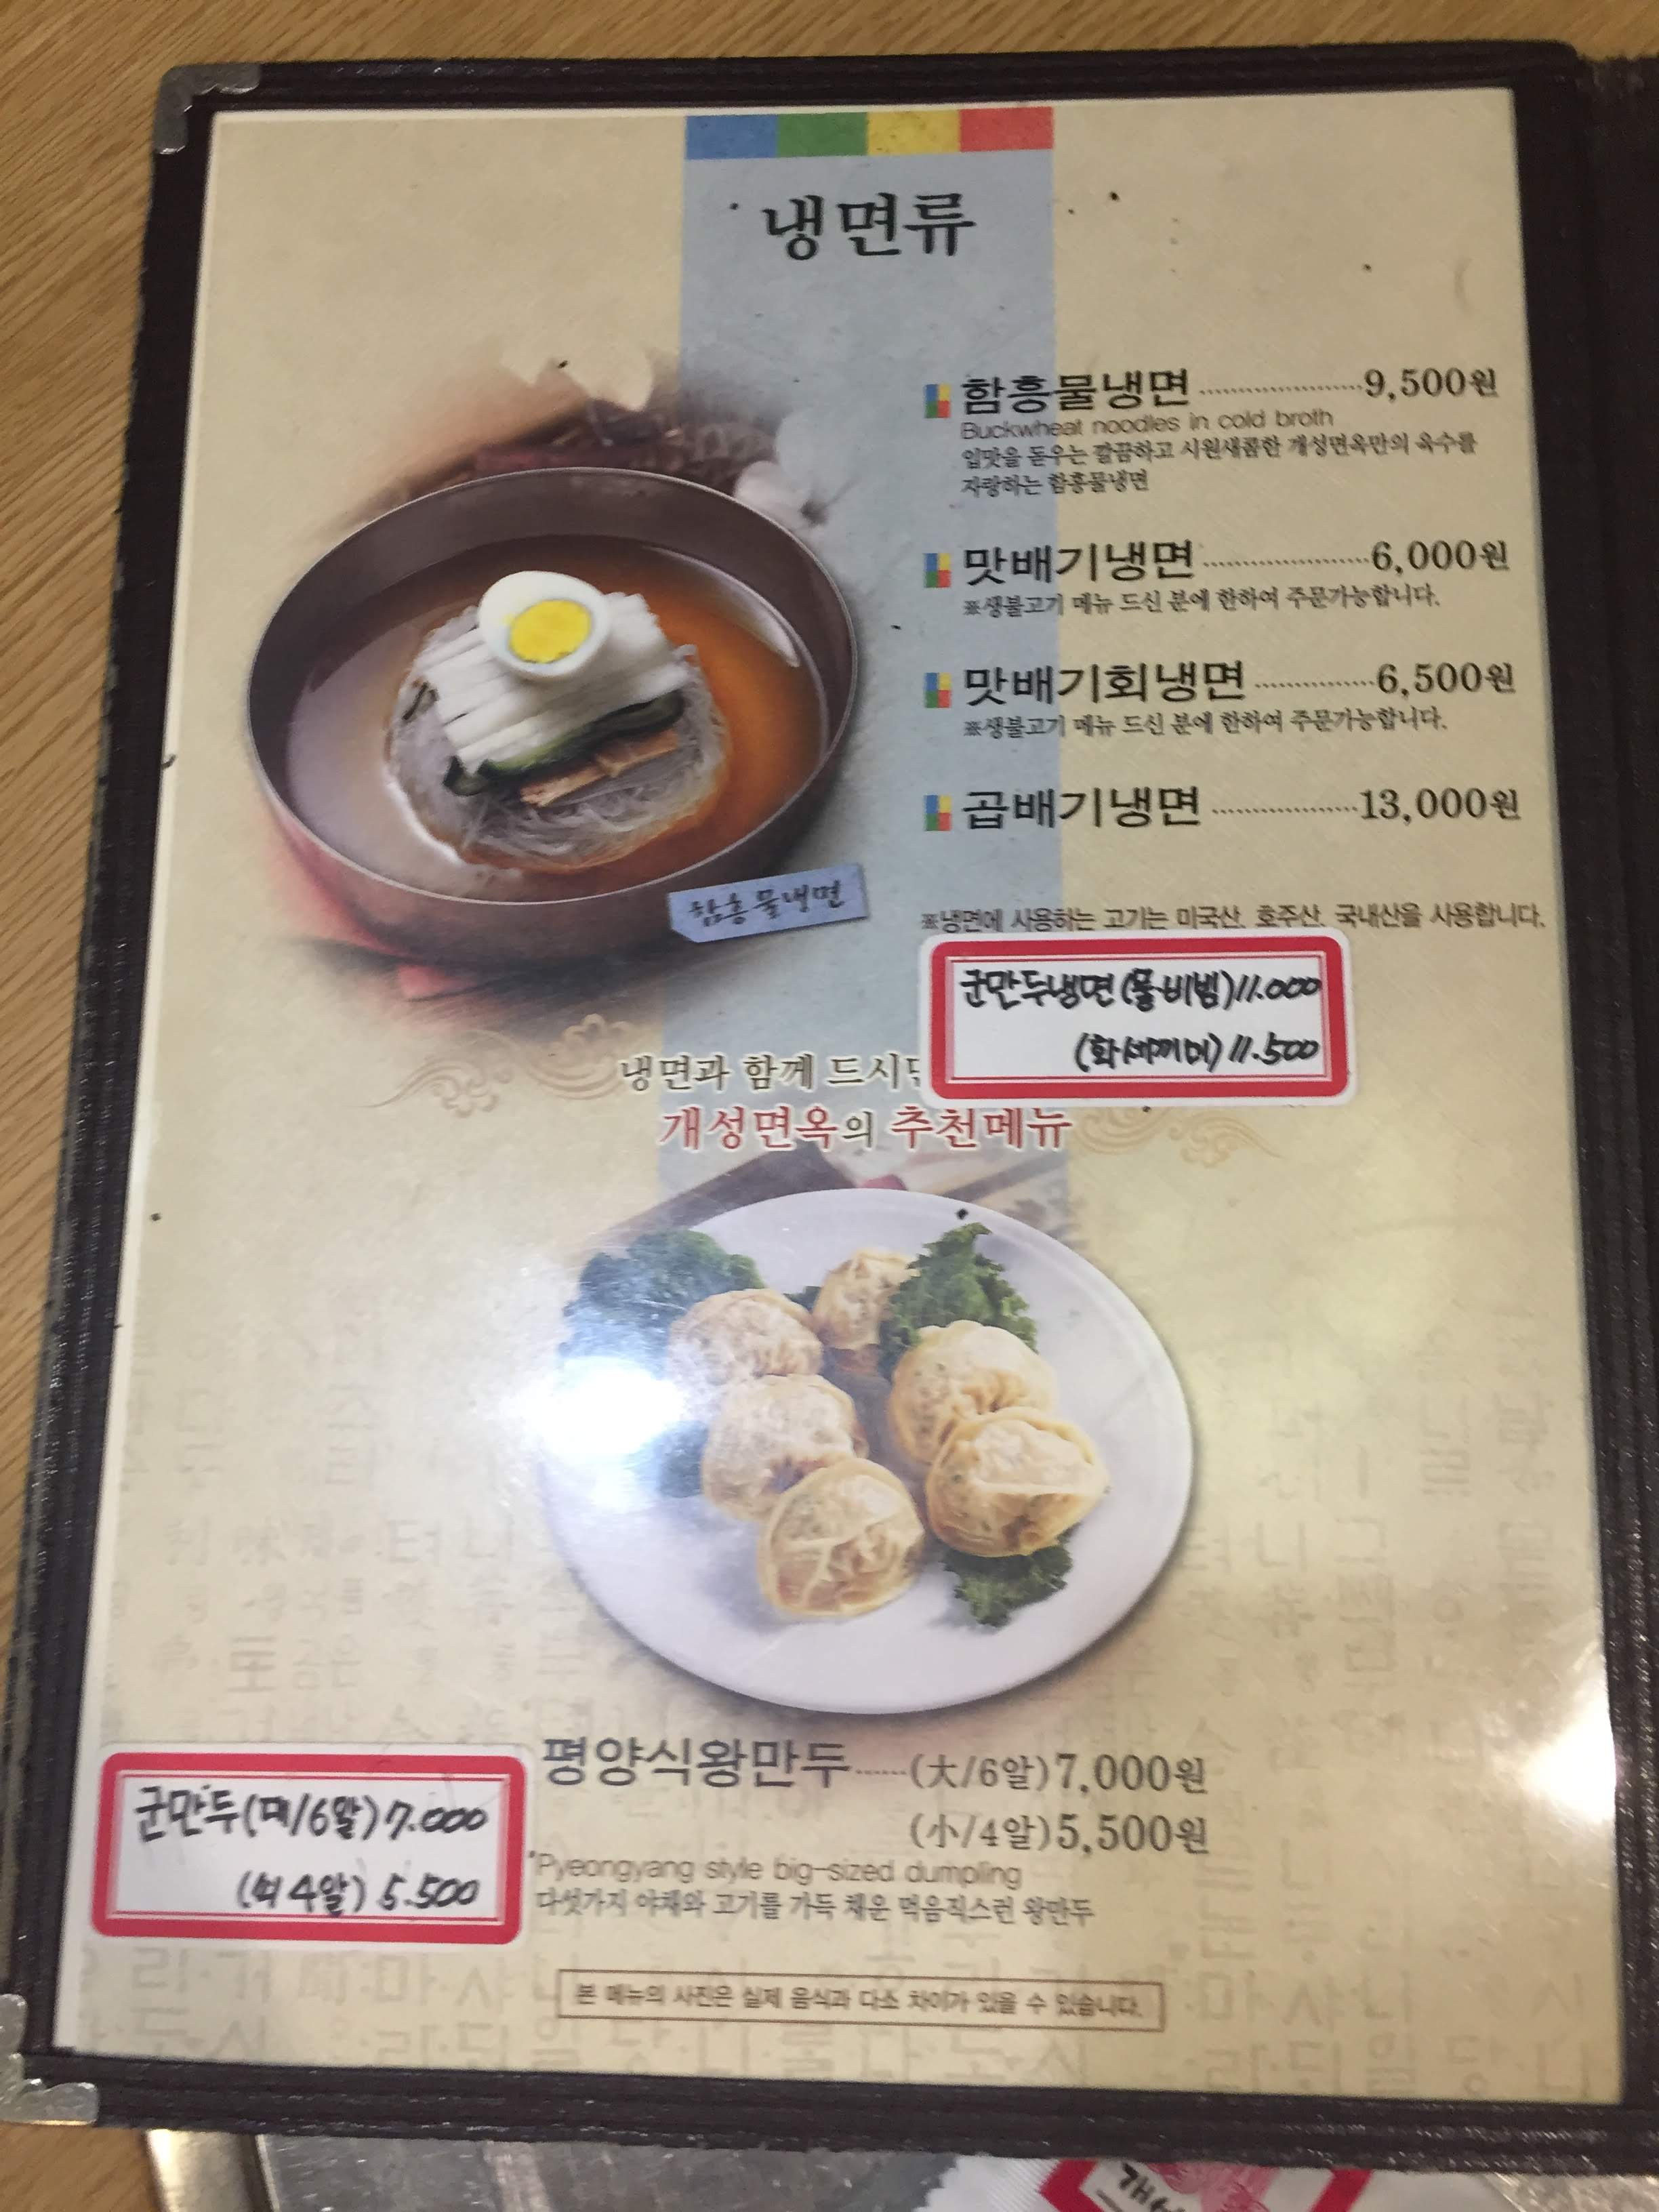 냉면류
함흥물냉면 9,500원
Buckwheat noodles in cold broth
입맛을 돋우는 깔끔하고 시원새콤한 개성면옥만의 육수를
자랑하는 함흥물냉면
맛배기냉면 6,000원
※생불고기 메뉴 드신 분에 한하여 주문가능합니다.
맛배기회냉면 6,500원
※생불고기 메뉴 드신 분에 한하여 주문가능합니다.
곱배기냉면 13,000원
함흥물냉면
※냉면에 사용하는 고기는 미국산, 호주산, 국내산을 사용합니다.
군만두냉면(물·비빔)11.000
(회·세끼미) 11.500
냉면과 함께 드시
개성면옥의 추천메뉴
평양식왕만두 (大/6알)7,000원
(小/4알)5,500원
Pyeongyang style big-sized dumpling
다섯가지 야채와 고기를 가득 채운 먹음직스런 왕만두
군만두(대/6알)7.000
4알) 5.500
본 메뉴의 사진은 실제 음식과 다소 차이가 있을 수 있습니다.